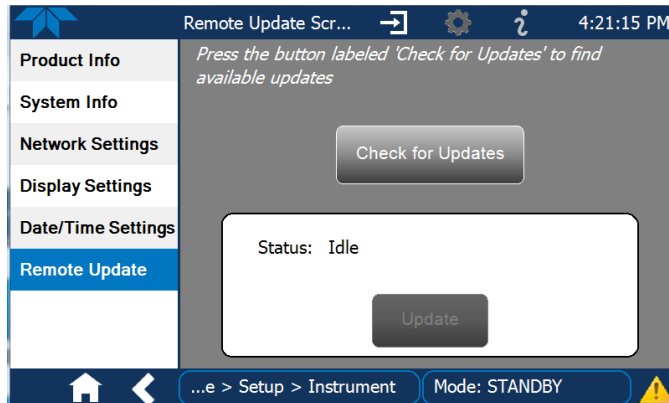 Remote Update Scr...
4:21:15 PM
Product Info
System Info
Network Settings
Display Settings
Date/Time Settings
Remote Update
Press the button labeled 'Check for Updates' to find
available updates
Check for Updates
Status: Idle
Update
...e > Setup > Instrument
Mode: STANDBY